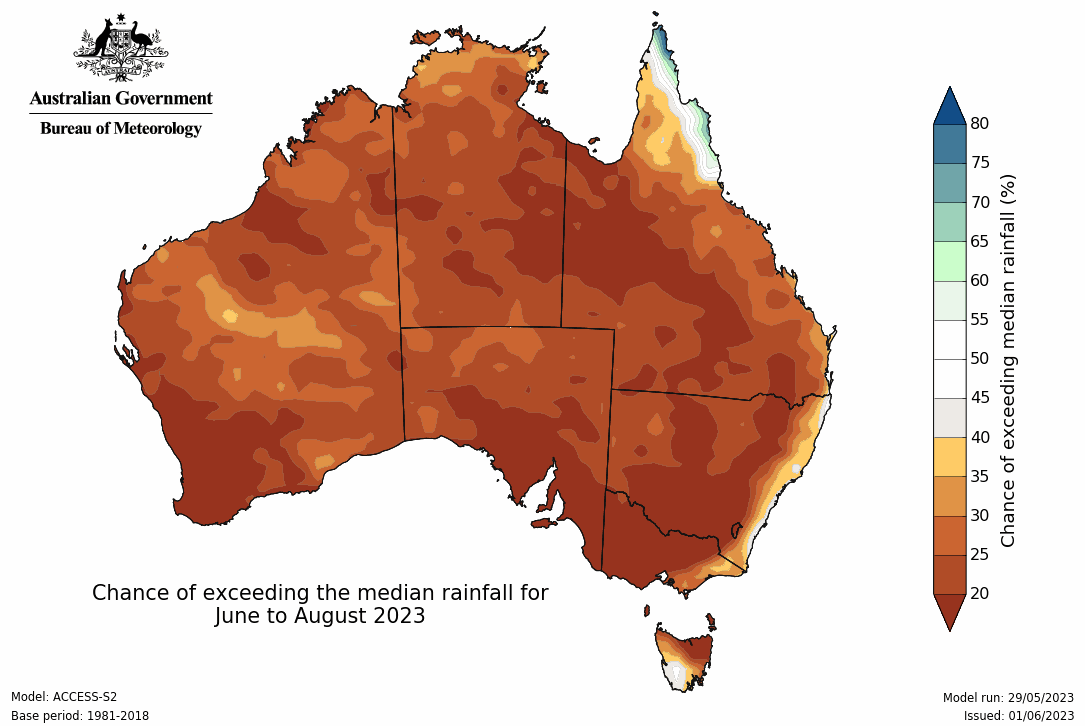 AUSTRALIA
Australian Government
Bureau of Meteorology
80
75
70
65
60
55
50
45
40
35
30
25
20
Chance of exceeding median rainfall (%)
Chance of exceeding the median rainfall for
June to August 2023
Model: ACCESS-S2
Base period: 1981-2018
Model run: 29/05/2023
Issued: 01/06/2023